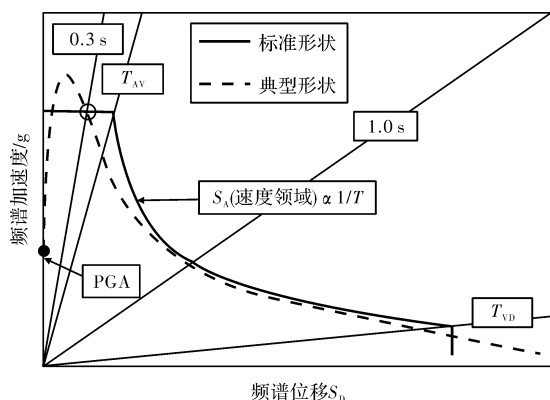 0.3 s
标准形状
T_AV
典型形状
1.0 s
频谱加速度/g
S_A(速度领域) ∝ 1/T
PGA
T_VD
频谱位移S_D